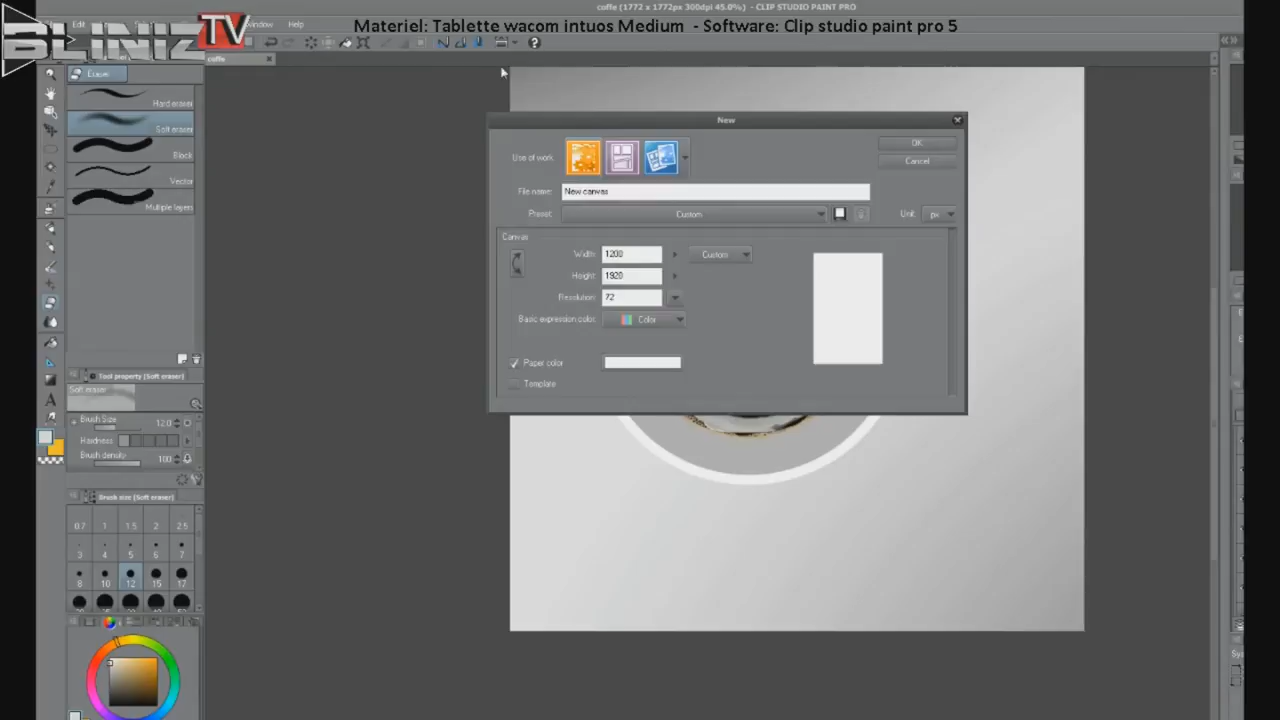 coffe (1772 x 1772px 300dpi 45.0%) - CLIP STUDIO PAINT PRO
Materiel: Tablette wacom intuos Medium - Software: Clip studio paint pro 5
BLINIZ TV
Edit
Window Help
coffe
Eraser
Hard eraser
Soft eraser
Block
Vector
Multiple layers
New
Use of work:
OK
Cancel
File name: New canvas
Preset: Custom Unit: px
Canvas
Width: 1200 Custom
Height: 1920
Resolution: 72
Basic expression color: Color
Paper color
Template
Tool property (Soft eraser)
Soft eraser
Brush Size 12.0
Hardness
Brush density 100
Brush size (Soft eraser)
0.7 1 1.5 2 2.5
3 4 5 6 7
8 10 12 15 17
A
Sy